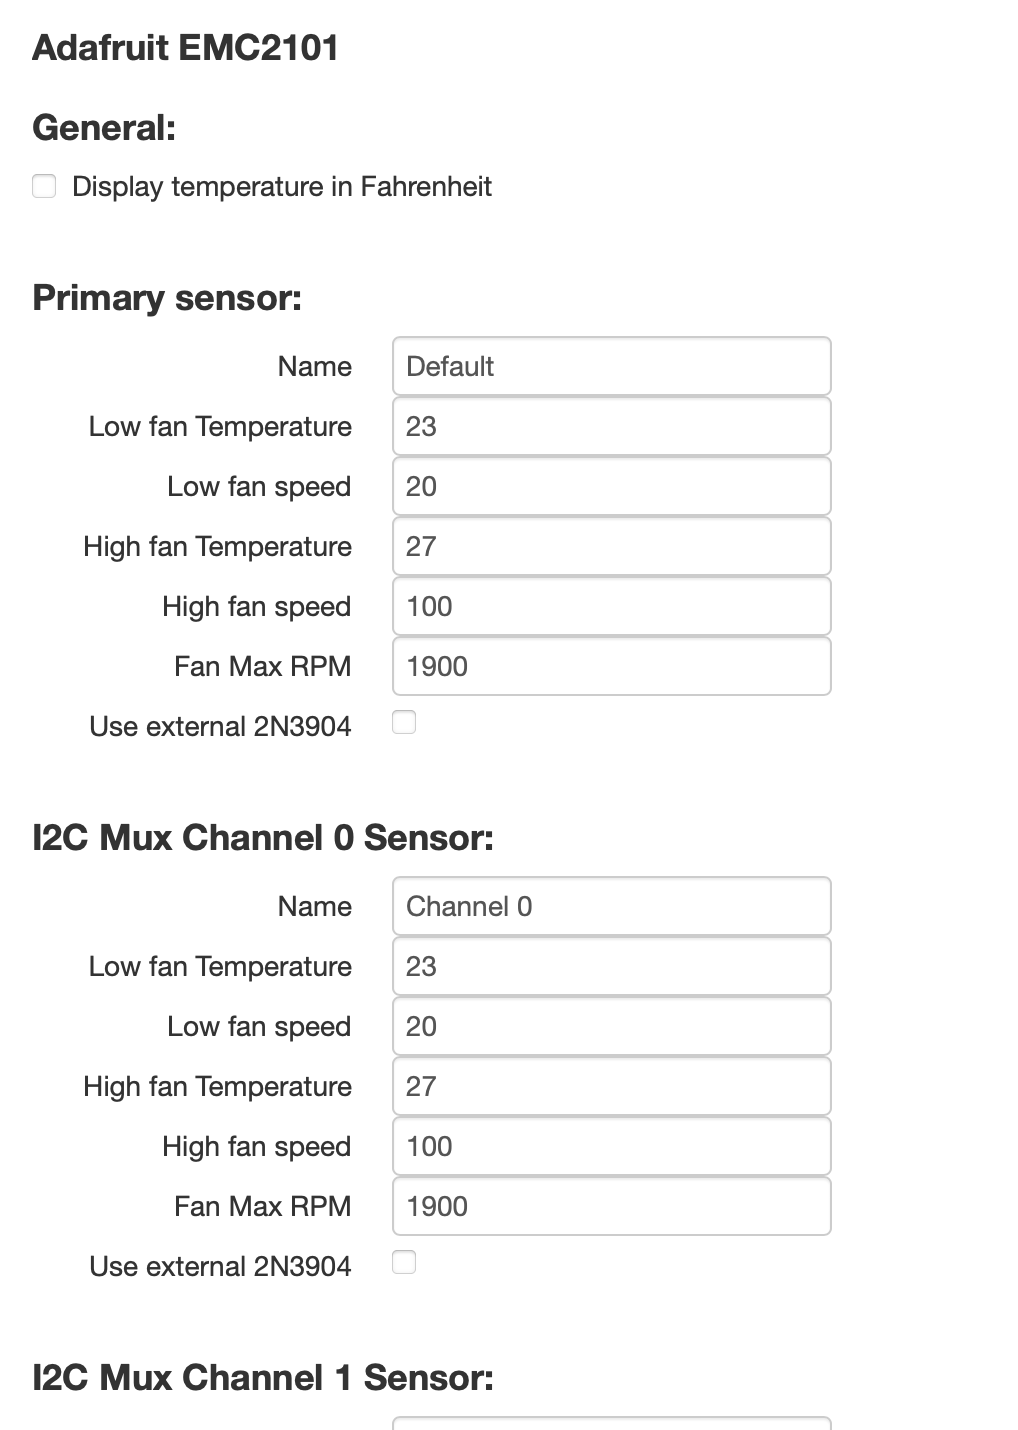 Adafruit EMC2101
General:
Display temperature in Fahrenheit
Primary sensor:
Name Default
Low fan Temperature 23
Low fan speed 20
High fan Temperature 27
High fan speed 100
Fan Max RPM 1900
Use external 2N3904
I2C Mux Channel 0 Sensor:
Name Channel 0
Low fan Temperature 23
Low fan speed 20
High fan Temperature 27
High fan speed 100
Fan Max RPM 1900
Use external 2N3904
I2C Mux Channel 1 Sensor: